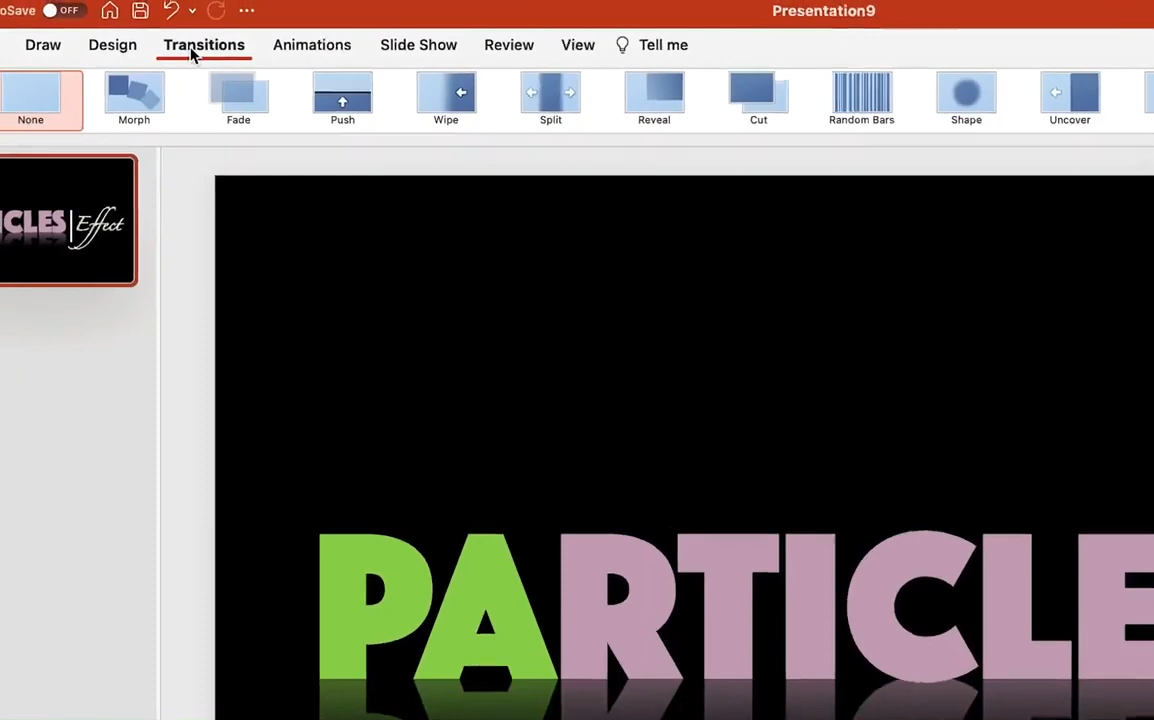 oSave OFF Presentation9
Draw Design Transitions Animations Slide Show Review View Tell me
None Morph Fade Push Wipe Split Reveal Cut Random Bars Shape Uncover
ICLES Effect
PARTICLE